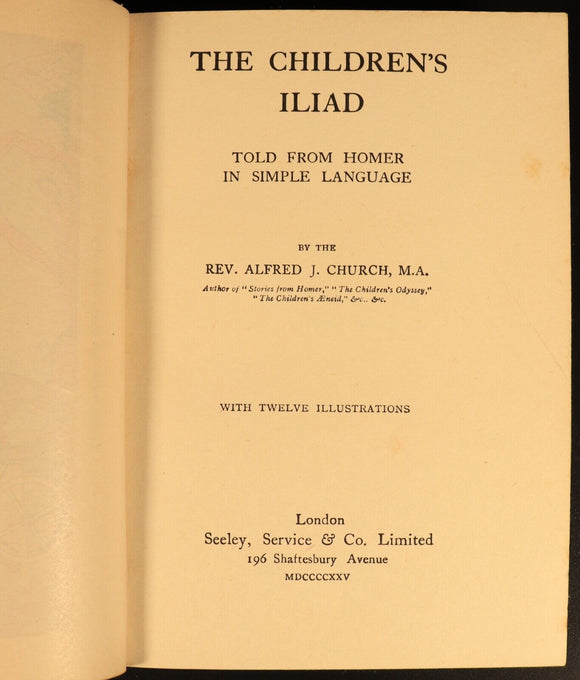 THE CHILDREN'S
ILIAD
TOLD FROM HOMER
IN SIMPLE LANGUAGE
BY THE
REV. ALFRED J. CHURCH, M.A.
Author of "Stories from Homer," "The Children's Odyssey,"
"The Children's Æneid," &c., &c.
WITH TWELVE ILLUSTRATIONS
London
Seeley, Service & Co. Limited
196 Shaftesbury Avenue
MDCCCCXXV